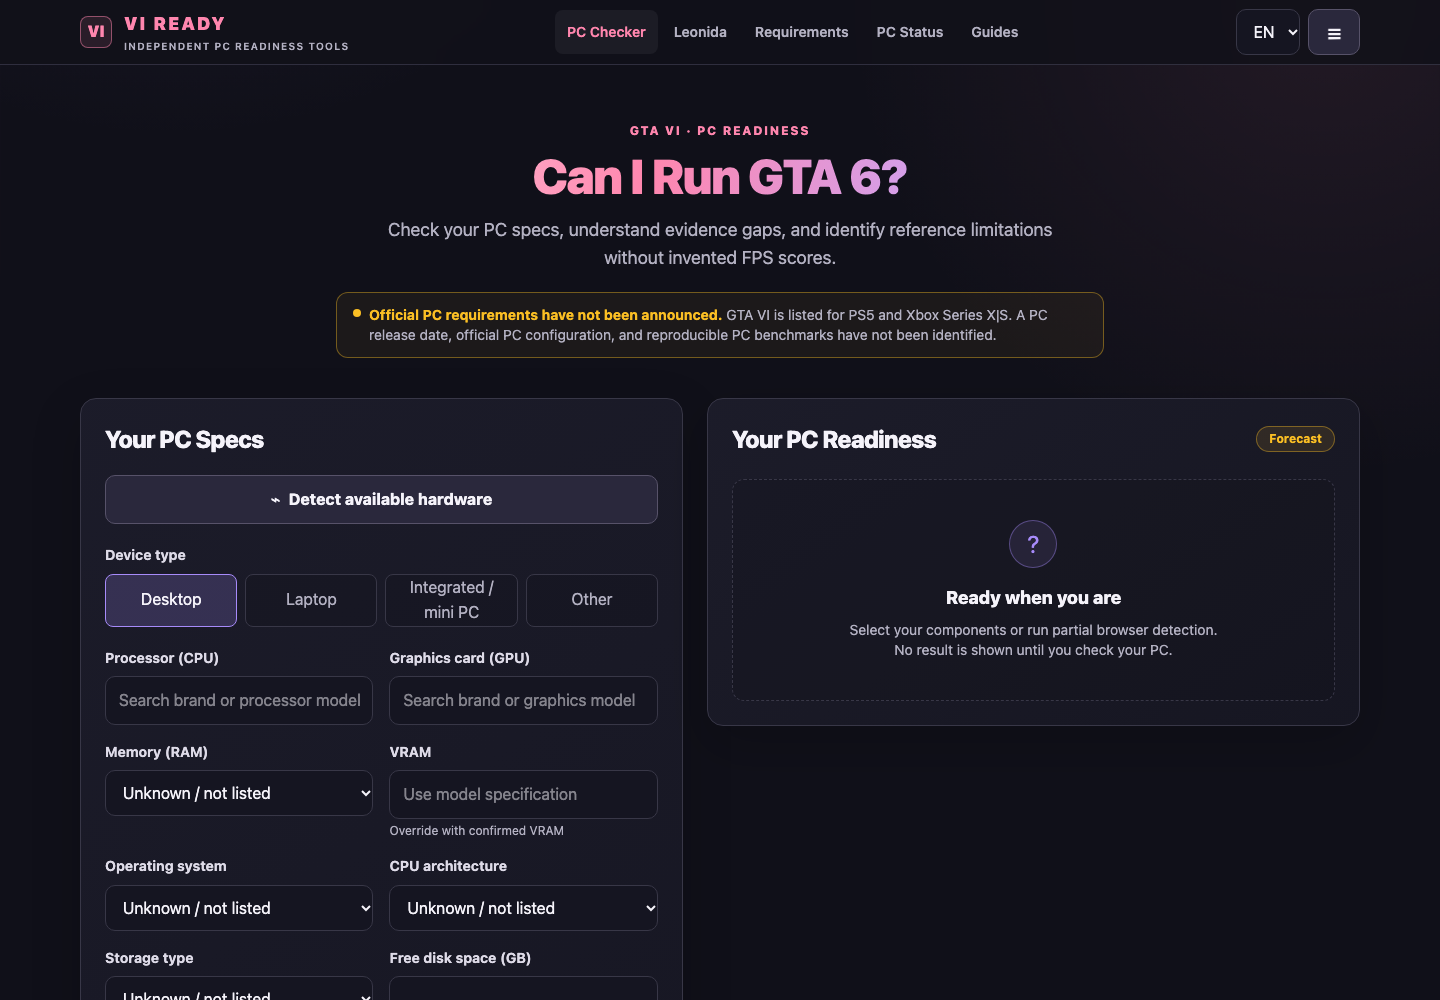 VI
VI READY
INDEPENDENT PC READINESS TOOLS
PC Checker
Leonida
Requirements
PC Status
Guides
EN
GTA VI · PC READINESS
Can I Run GTA 6?
Check your PC specs, understand evidence gaps, and identify reference limitations
without invented FPS scores.
Official PC requirements have not been announced. GTA VI is listed for PS5 and Xbox Series X|S. A PC
release date, official PC configuration, and reproducible PC benchmarks have not been identified.
Your PC Specs
Detect available hardware
Device type
Desktop
Laptop
Integrated /
mini PC
Other
Processor (CPU)
Graphics card (GPU)
Search brand or processor model
Search brand or graphics model
Memory (RAM)
VRAM
Unknown / not listed
Use model specification
Override with confirmed VRAM
Operating system
CPU architecture
Unknown / not listed
Unknown / not listed
Storage type
Free disk space (GB)
Unknown / not listed
Your PC Readiness
Forecast
?
Ready when you are
Select your components or run partial browser detection.
No result is shown until you check your PC.